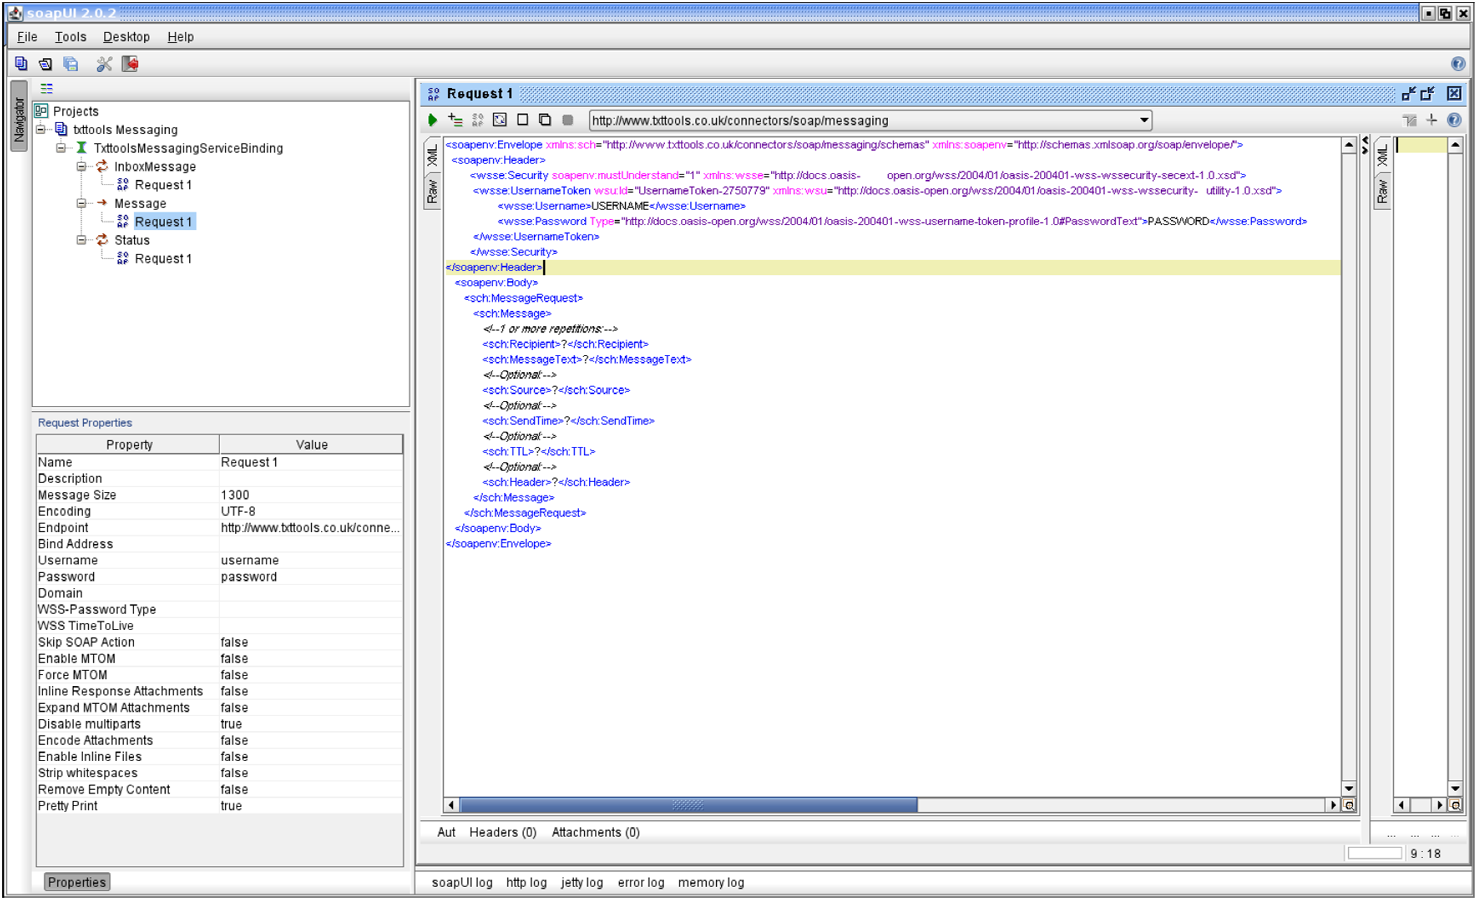 soapUI 2.0.2
File Tools Desktop Help
Navigator
Projects
txttools Messaging
TxttoolsMessagingServiceBinding
InboxMessage
Request 1
Message
Request 1
Status
Request 1
Request Properties
Property Value
Name Request 1
Description
Message Size 1300
Encoding UTF-8
Endpoint http://www.txttools.co.uk/conne...
Bind Address
Username username
Password password
Domain
WSS-Password Type
WSS TimeToLive
Skip SOAP Action false
Enable MTOM false
Force MTOM false
Inline Response Attachments false
Expand MTOM Attachments false
Disable multiparts true
Encode Attachments false
Enable Inline Files false
Strip whitespaces false
Remove Empty Content false
Pretty Print true
Properties
Request 1
http://www.txttools.co.uk/connectors/soap/messaging
XML
Raw
<soapenv:Envelope xmlns:sch="http://www.txttools.co.uk/connectors/soap/messaging/schemas" xmlns:soapenv="http://schemas.xmlsoap.org/soap/envelope/">
<soapenv:Header>
<wsse:Security soapenv:mustUnderstand="1" xmlns:wsse="http://docs.oasis- open.org/wss/2004/01/oasis-200401-wss-wssecurity-secext-1.0.xsd">
<wsse:UsernameToken wsu:Id="UsernameToken-2750779" xmlns:wsu="http://docs.oasis-open.org/wss/2004/01/oasis-200401-wss-wssecurity- utility-1.0.xsd">
<wsse:Username>USERNAME</wsse:Username>
<wsse:Password Type="http://docs.oasis-open.org/wss/2004/01/oasis-200401-wss-username-token-profile-1.0#PasswordText">PASSWORD</wsse:Password>
</wsse:UsernameToken>
</wsse:Security>
</soapenv:Header>
<soapenv:Body>
<sch:MessageRequest>
<sch:Message>
<!--1 or more repetitions:-->
<sch:Recipient>?</sch:Recipient>
<sch:MessageText>?</sch:MessageText>
<!--Optional:-->
<sch:Source>?</sch:Source>
<!--Optional:-->
<sch:SendTime>?</sch:SendTime>
<!--Optional:-->
<sch:TTL>?</sch:TTL>
<!--Optional:-->
<sch:Header>?</sch:Header>
</sch:Message>
</sch:MessageRequest>
</soapenv:Body>
</soapenv:Envelope>
XML
Raw
Aut Headers (0) Attachments (0)
... ... ... ...
9 : 18
soapUI log http log jetty log error log memory log